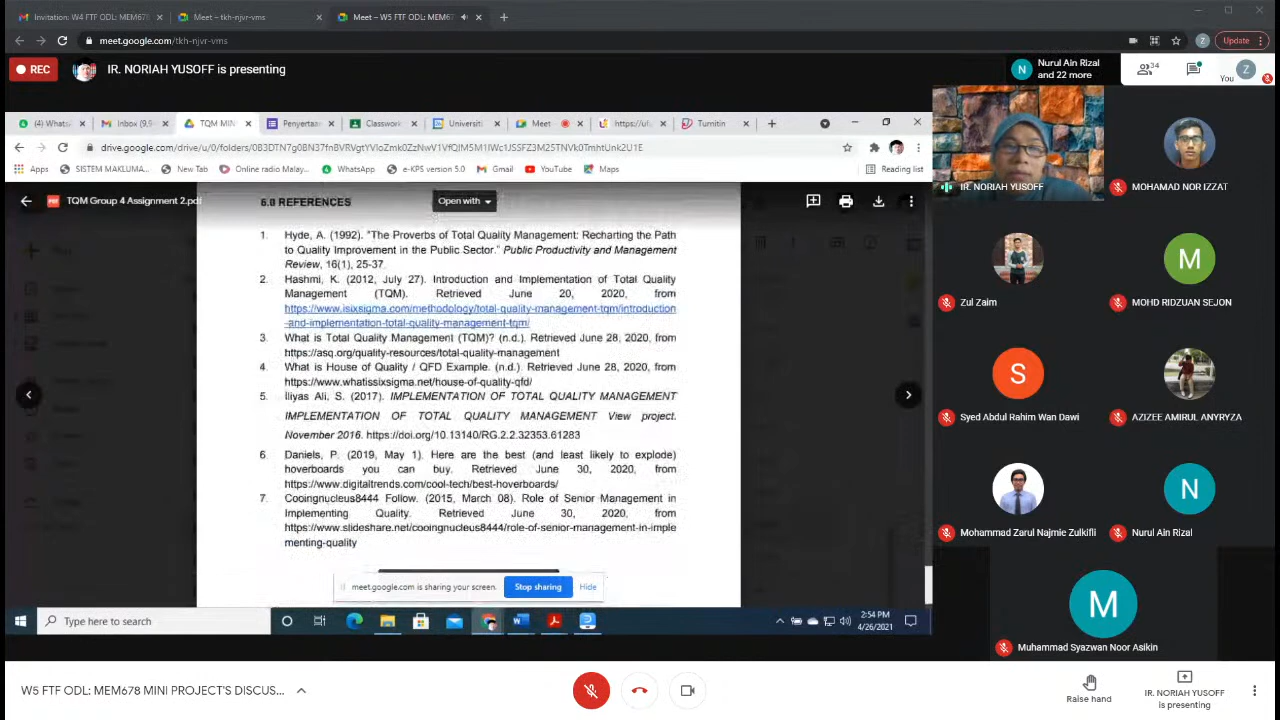 Invitation: W4 FTF ODL: MEM678
Meet – tkh-njvr-vms
Meet – W5 FTF ODL: MEM67
meet.google.com/tkh-njvr-vms
Z
Update
REC
IR. NORIAH YUSOFF is presenting
N
Nurul Ain Rizal
and 22 more
34
You
Z
(4) Whats
Inbox (9,9
TQM MIN
Penyertaa
Classwork
Universiti
Meet
https://ul
Turnitin
drive.google.com/drive/u/0/folders/
Apps
SISTEM MAKLUMA...
New Tab
Online radio Malay...
WhatsApp
e-KPS version 5.0
Gmail
YouTube
Maps
Reading list
TQM Group 4 Assignment 2.pdf
Open with
6.0 REFERENCES
1. Hyde, A. (1992). "The Proverbs of Total Quality Management: Recharting the Path
to Quality Improvement in the Public Sector." Public Productivity and Management
Review, 16(1), 25-37.
2. Hashmi, K. (2012, July 27). Introduction and Implementation of Total Quality
Management (TQM). Retrieved June 20, 2020, from
https://www.isixsigma.com/methodology/total-quality-management-tqm/introduction
-and-implementation-total-quality-management-tqm/
3. What is Total Quality Management (TQM)? (n.d.). Retrieved June 28, 2020, from
https://asq.org/quality-resources/total-quality-management
4. What is House of Quality / QFD Example. (n.d.). Retrieved June 28, 2020, from
https://www.whatissixsigma.net/house-of-quality-qfd/
5. Iliyas Ali, S. (2017). IMPLEMENTATION OF TOTAL QUALITY MANAGEMENT
IMPLEMENTATION OF TOTAL QUALITY MANAGEMENT View project.
November 2016. https://doi.org/10.13140/RG.2.2.32353.61283
6. Daniels, P. (2019, May 1). Here are the best (and least likely to explode)
hoverboards you can buy. Retrieved June 30, 2020, from
https://www.digitaltrends.com/cool-tech/best-hoverboards/
7. Cooingnucleus8444 Follow. (2015, March 08). Role of Senior Management in
Implementing Quality. Retrieved June 30, 2020, from
https://www.slideshare.net/cooingnucleus8444/role-of-senior-management-in-imple
menting-quality
meet.google.com is sharing your screen.
Stop sharing
Hide
Type here to search
2:54 PM
4/26/2021
IR. NORIAH YUSOFF
MOHAMAD NOR IZZAT
Zul Zaim
M
MOHD RIDZUAN SEJON
S
Syed Abdul Rahim Wan Dawi
AZIZEE AMIRUL ANYRYZA
Mohammad Zarul Najmie Zulkifli
N
Nurul Ain Rizal
M
Muhammad Syazwan Noor Asikin
W5 FTF ODL: MEM678 MINI PROJECT'S DISCUS...
Raise hand
IR. NORIAH YUSOFF
is presenting